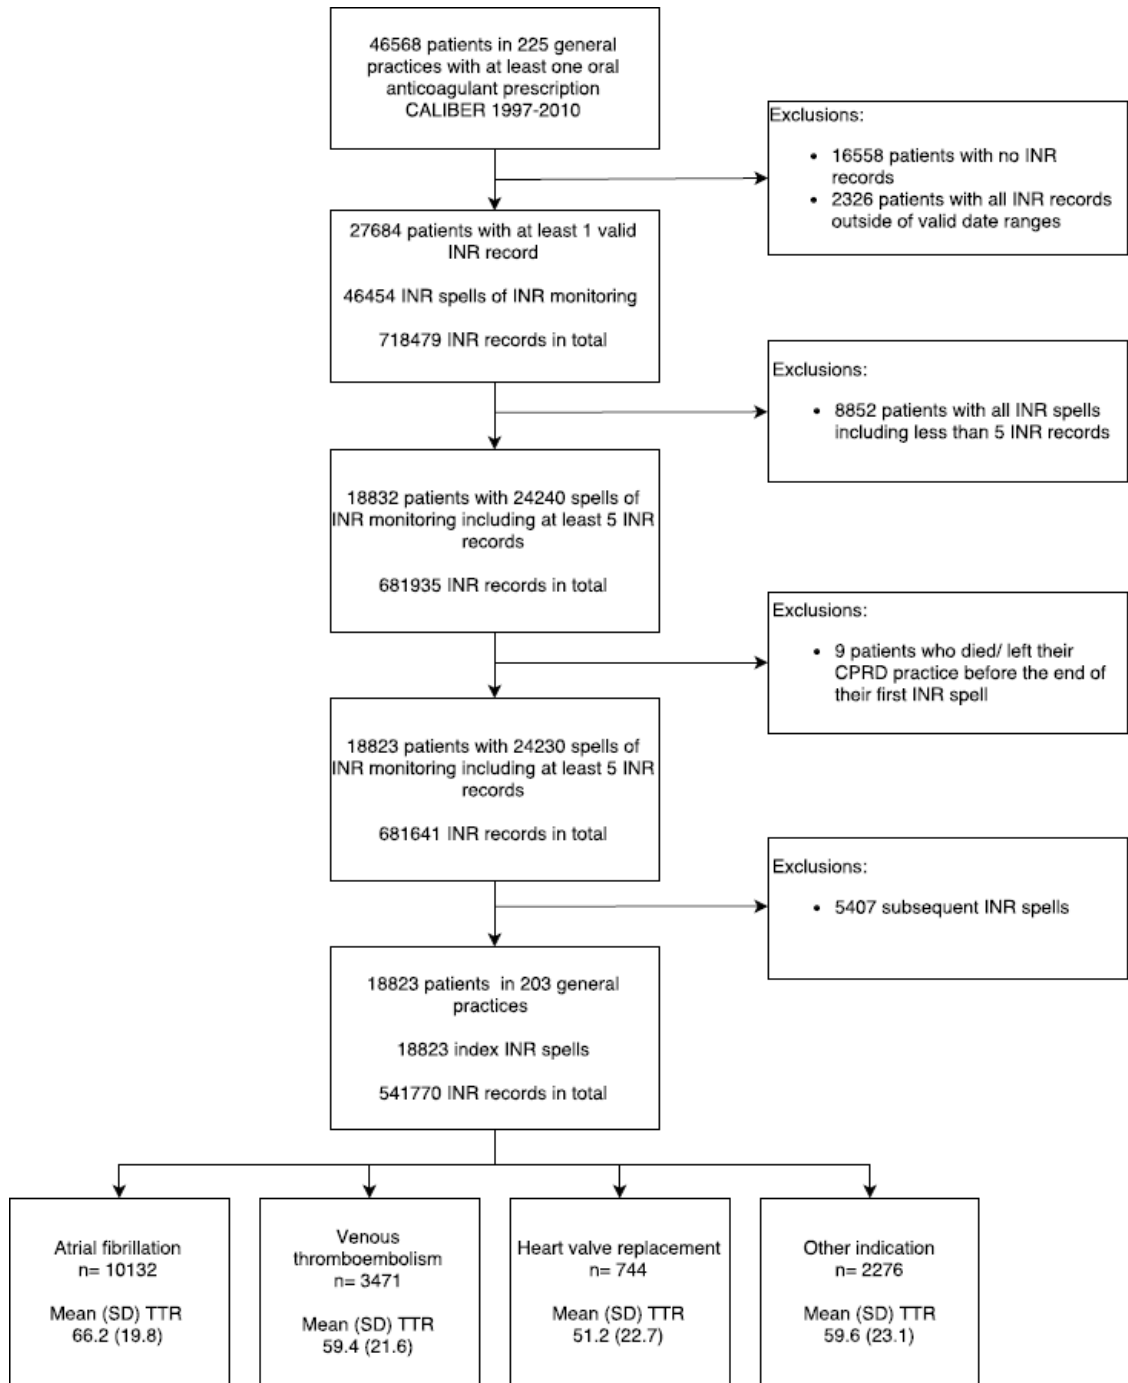 46568 patients in 225 general
practices with at least one oral
anticoagulant prescription
CALIBER 1997-2010
Exclusions:
• 16558 patients with no INR
records
• 2326 patients with all INR records
outside of valid date ranges
27684 patients with at least 1 valid
INR record
46454 INR spells of INR monitoring
718479 INR records in total
Exclusions:
• 8852 patients with all INR spells
including less than 5 INR records
18832 patients with 24240 spells of
INR monitoring including at least 5 INR
records
681935 INR records in total
Exclusions:
• 9 patients who died/ left their
CPRD practice before the end of
their first INR spell
18823 patients with 24230 spells of
INR monitoring including at least 5 INR
records
681641 INR records in total
Exclusions:
• 5407 subsequent INR spells
18823 patients in 203 general
practices
18823 index INR spells
541770 INR records in total
Atrial fibrillation
n= 10132
Mean (SD) TTR
66.2 (19.8)
Venous
thromboembolism
n= 3471
Mean (SD) TTR
59.4 (21.6)
Heart valve replacement
n= 744
Mean (SD) TTR
51.2 (22.7)
Other indication
n= 2276
Mean (SD) TTR
59.6 (23.1)